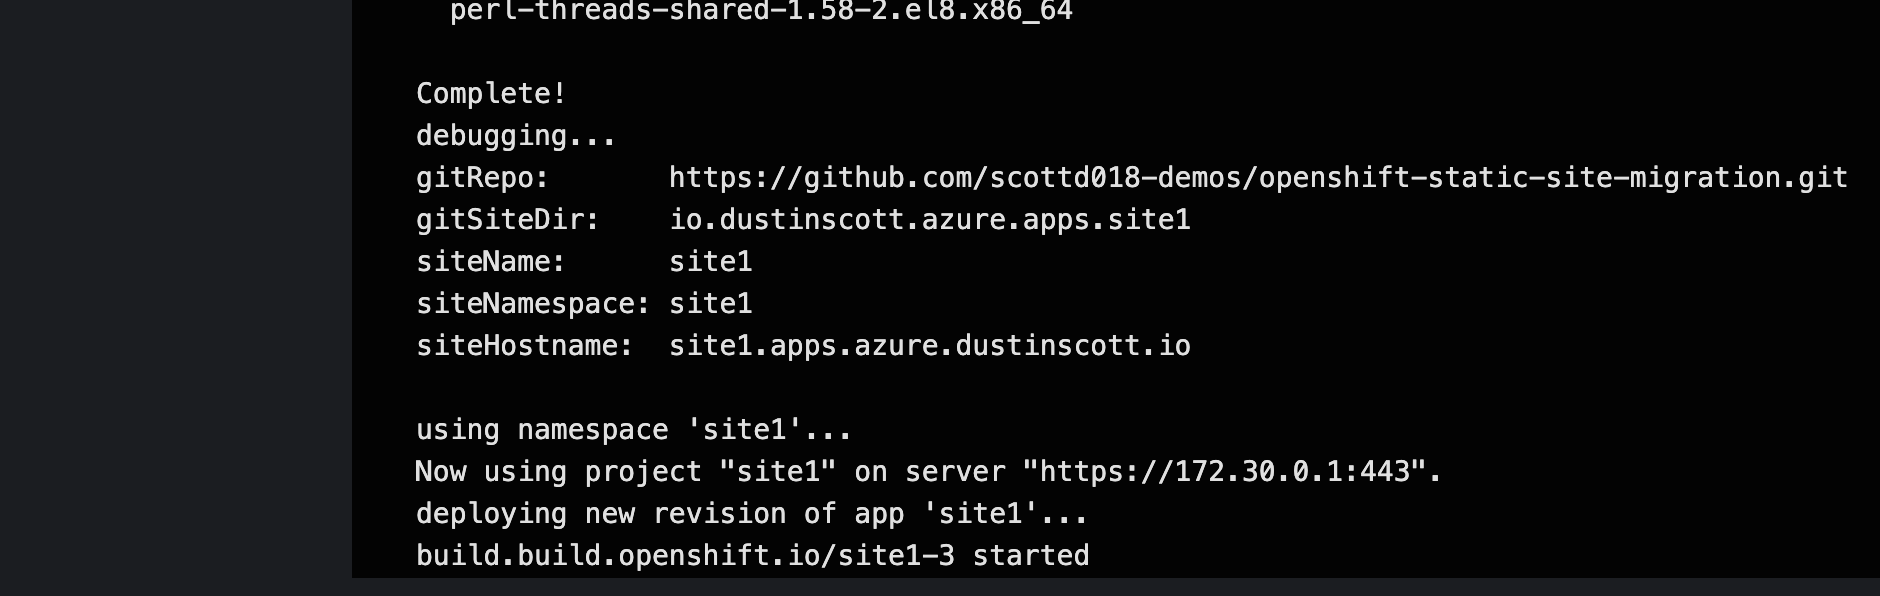 perl-threads-shared-1.58-2.el8.x86_64
Complete!
debugging...
gitRepo:       https://github.com/scottd018-demos/openshift-static-site-migration.git
gitSiteDir:    io.dustinscott.azure.apps.site1
siteName:      site1
siteNamespace: site1
siteHostname:  site1.apps.azure.dustinscott.io
using namespace 'site1'...
Now using project "site1" on server "https://172.30.0.1:443".
deploying new revision of app 'site1'...
build.build.openshift.io/site1-3 started